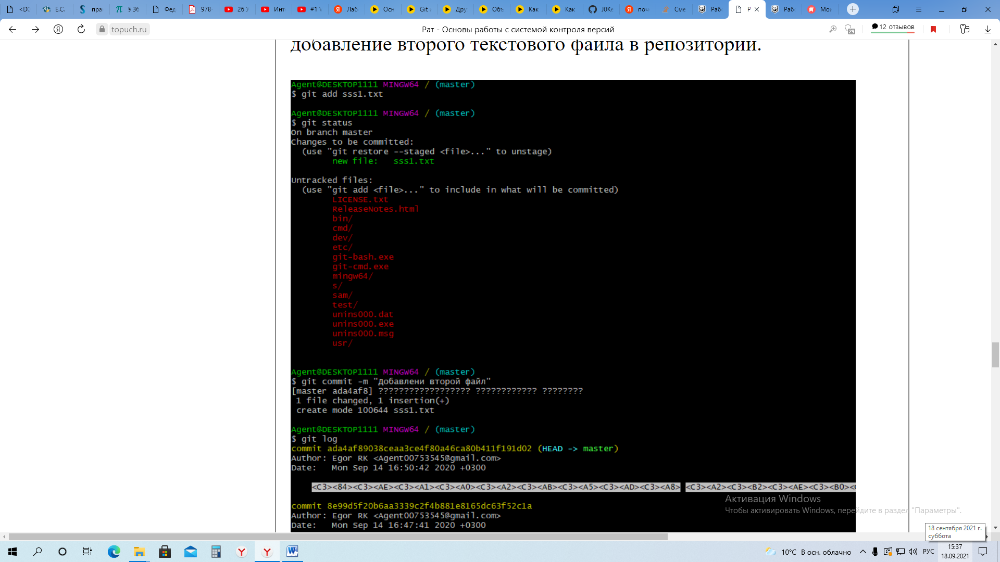 <DC
E.C.
пра
§ 36
Фед
978-
26 У
Инт
#1 \
Лаб
Осн
Git и
Дру
Объ
Как
Как
J0Ke
поч
Сме
Раб
Р
Раб
Мои
topuch.ru
Рат - Основы работы с системой контроля версий
29
12 отзывов
добавление второго текстового файла в репозиторий.
Agent@DESKTOP1111 MINGW64 / (master)
$ git add sss1.txt
Agent@DESKTOP1111 MINGW64 / (master)
$ git status
On branch master
Changes to be committed:
(use "git restore --staged <file>..." to unstage)
new file: sss1.txt
Untracked files:
(use "git add <file>..." to include in what will be committed)
LICENSE.txt
ReleaseNotes.html
bin/
cmd/
dev/
etc/
git-bash.exe
git-cmd.exe
mingw64/
s/
sam/
test/
unins000.dat
unins000.exe
unins000.msg
usr/
Agent@DESKTOP1111 MINGW64 / (master)
$ git commit -m "Добавлени второй файл"
[master ada4af8] ?????????????????? ???????????? ????????
1 file changed, 1 insertion(+)
create mode 100644 sss1.txt
Agent@DESKTOP1111 MINGW64 / (master)
$ git log
commit ada4af89038ceaa3ce4f80a46ca80b411f191d02 (HEAD -> master)
Author: Egor RK <Agent00753545@gmail.com>
Date: Mon Sep 14 16:50:42 2020 +0300
<C3><84><C3><AE><C3><A1><C3><A0><C3><A2><C3><AB><C3><A5><C3><AD><C3><A8> <C3><A2><C3><B2><C3><AE><C3><B0><
commit 8e99d5f20b6aa3339c2f4b881e8165dc63f52c1a
Author: Egor RK <Agent00753545@gmail.com>
Date: Mon Sep 14 16:47:41 2020 +0300
Активация Windows
Чтобы активировать Windows, перейдите в раздел "Параметры".
18 сентября 2021 г.
суббота
10°C В осн. облачно
РУС
15:37
18.09.2021